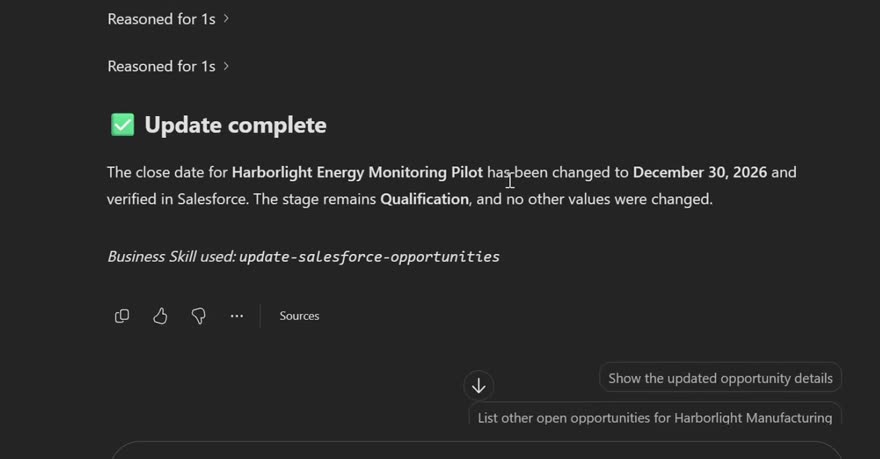 Reasoned for 1s
Reasoned for 1s
✅ Update complete
The close date for Harborlight Energy Monitoring Pilot has been changed to December 30, 2026 and
verified in Salesforce. The stage remains Qualification, and no other values were changed.
Business Skill used: update-salesforce-opportunities
Sources
Show the updated opportunity details
List other open opportunities for Harborlight Manufacturing